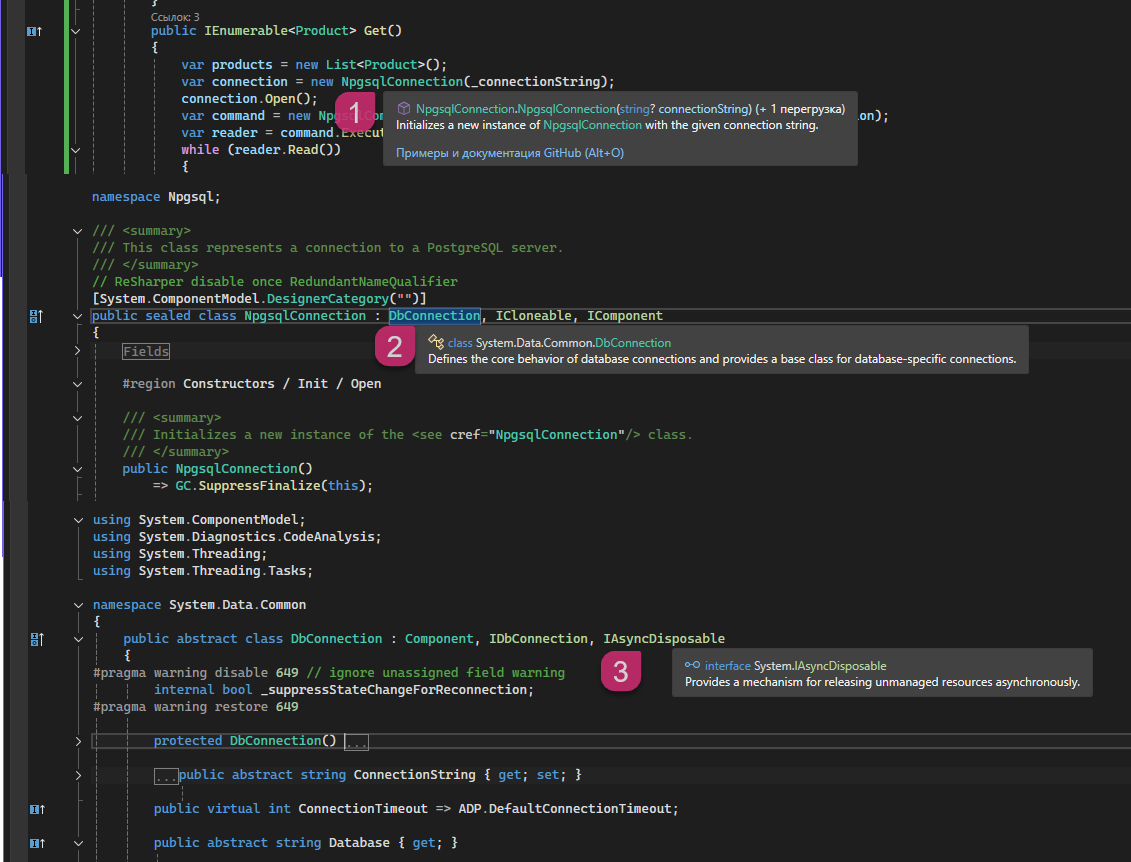 }
Ссылок: 3
public IEnumerable<Product> Get()
{
var products = new List<Product>();
var connection = new NpgsqlConnection(_connectionString);
connection.Open();
1
NpgsqlConnection.NpgsqlConnection(string? connectionString) (+ 1 перегрузка)
var command = new NpgsqlCom
ion);
Initializes a new instance of NpgsqlConnection with the given connection string.
var reader = command.Execut
while (reader.Read())
Примеры и документация GitHub (Alt+O)
{
namespace Npgsql;
/// <summary>
/// This class represents a connection to a PostgreSQL server.
/// </summary>
// ReSharper disable once RedundantNameQualifier
[System.ComponentModel.DesignerCategory("")]
public sealed class NpgsqlConnection : DbConnection, ICloneable, IComponent
{
2
class System.Data.Common.DbConnection
Fields
Defines the core behavior of database connections and provides a base class for database-specific connections.
#region Constructors / Init / Open
/// <summary>
/// Initializes a new instance of the <see cref="NpgsqlConnection"/> class.
/// </summary>
public NpgsqlConnection()
=> GC.SuppressFinalize(this);
using System.ComponentModel;
using System.Diagnostics.CodeAnalysis;
using System.Threading;
using System.Threading.Tasks;
namespace System.Data.Common
{
public abstract class DbConnection : Component, IDbConnection, IAsyncDisposable
{
3
interface System.IAsyncDisposable
#pragma warning disable 649 // ignore unassigned field warning
Provides a mechanism for releasing unmanaged resources asynchronously.
internal bool _suppressStateChangeForReconnection;
#pragma warning restore 649
protected DbConnection() ...
...public abstract string ConnectionString { get; set; }
public virtual int ConnectionTimeout => ADP.DefaultConnectionTimeout;
public abstract string Database { get; }